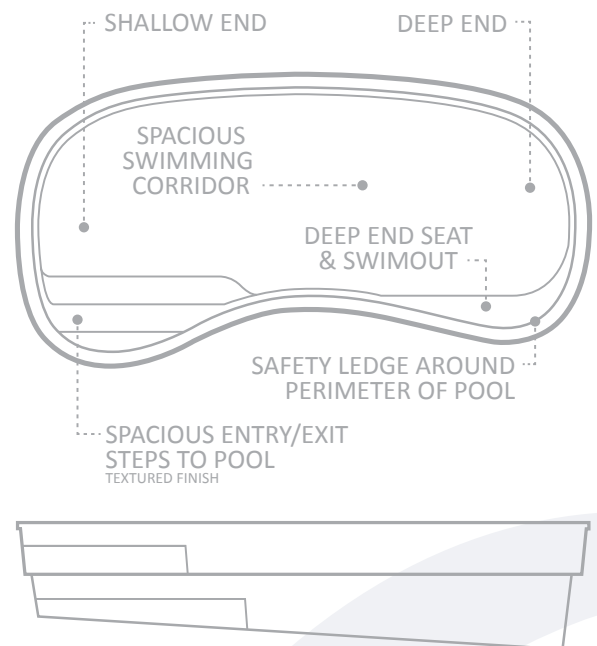 SHALLOW END
DEEP END
SPACIOUS
SWIMMING
CORRIDOR
DEEP END SEAT
& SWIMOUT
SAFETY LEDGE AROUND
PERIMETER OF POOL
SPACIOUS ENTRY/EXIT
STEPS TO POOL
TEXTURED FINISH